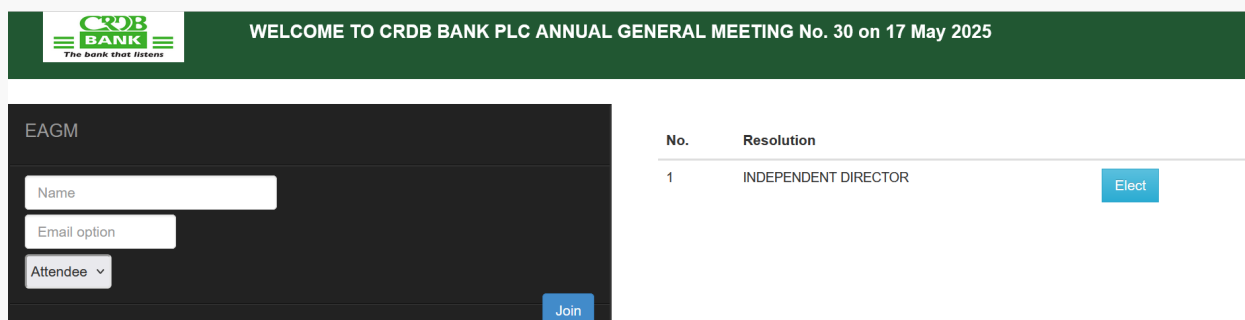 CRDB
BANK
The bank that listens
WELCOME TO CRDB BANK PLC ANNUAL GENERAL MEETING No. 30 on 17 May 2025
EAGM
Name
Email option
Attendee
Join
No. Resolution
1 INDEPENDENT DIRECTOR Elect